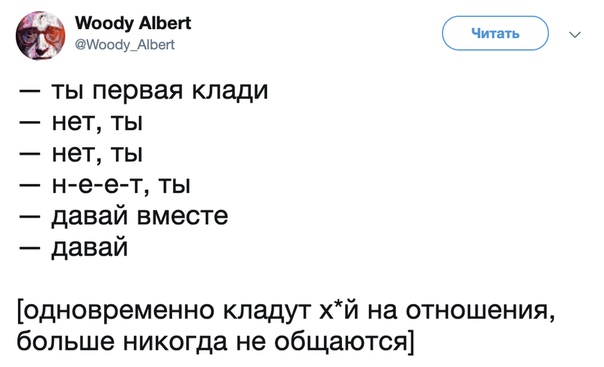 Woody Albert
@Woody_Albert
Читать
— ты первая клади
— нет, ты
— нет, ты
— н-е-е-т, ты
— давай вместе
— давай
[одновременно кладут х*й на отношения,
больше никогда не общаются]